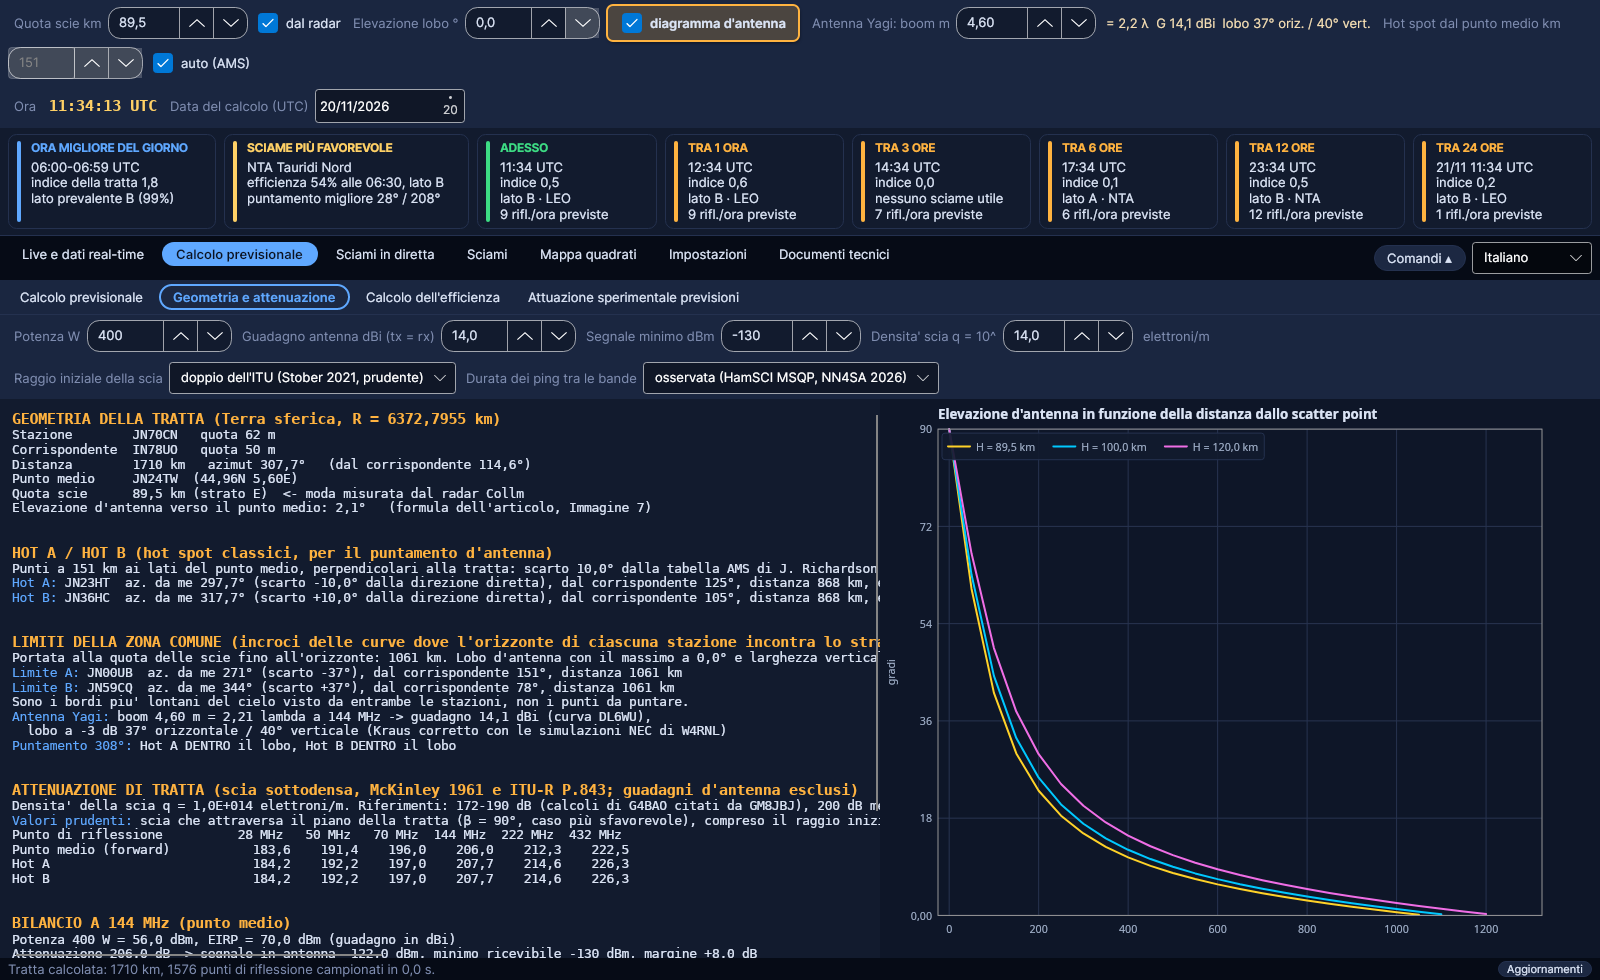 Quota scie km 89,5 dal radar Elevazione lobo ° 0,0 diagramma d'antenna Antenna Yagi: boom m 4,60 = 2,2 λ G 14,1 dBi lobo 37° oriz. / 40° vert. Hot spot dal punto medio km
151 auto (AMS)
Ora 11:34:13 UTC Data del calcolo (UTC) 20/11/2026 20
ORA MIGLIORE DEL GIORNO
06:00-06:59 UTC
indice della tratta 1,8
lato prevalente B (99%)
SCIAME PIÙ FAVOREVOLE
NTA Tauridi Nord
efficienza 54% alle 06:30, lato B
puntamento migliore 28° / 208°
ADESSO
11:34 UTC
indice 0,5
lato B · LEO
9 rifl./ora previste
TRA 1 ORA
12:34 UTC
indice 0,6
lato B · LEO
9 rifl./ora previste
TRA 3 ORE
14:34 UTC
indice 0,0
nessuno sciame utile
7 rifl./ora previste
TRA 6 ORE
17:34 UTC
indice 0,1
lato A · NTA
6 rifl./ora previste
TRA 12 ORE
23:34 UTC
indice 0,5
lato B · NTA
12 rifl./ora previste
TRA 24 ORE
21/11 11:34 UTC
indice 0,2
lato B · LEO
1 rifl./ora previste
Live e dati real-time Calcolo previsionale Sciami in diretta Sciami Mappa quadrati Impostazioni Documenti tecnici Comandi ▴ Italiano
Calcolo previsionale Geometria e attenuazione Calcolo dell'efficienza Attuazione sperimentale previsioni
Potenza W 400 Guadagno antenna dBi (tx = rx) 14,0 Segnale minimo dBm -130 Densita' scia q = 10^ 14,0 elettroni/m
Raggio iniziale della scia doppio dell'ITU (Stober 2021, prudente) Durata dei ping tra le bande osservata (HamSCI MSQP, NN4SA 2026)
GEOMETRIA DELLA TRATTA (Terra sferica, R = 6372,7955 km)
Stazione JN70CN quota 62 m
Corrispondente IN78UO quota 50 m
Distanza 1710 km azimut 307,7° (dal corrispondente 114,6°)
Punto medio JN24TW (44,96N 5,60E)
Quota scie 89,5 km (strato E) <- moda misurata dal radar Collm
Elevazione d'antenna verso il punto medio: 2,1° (formula dell'articolo, Immagine 7)
HOT A / HOT B (hot spot classici, per il puntamento d'antenna)
Punti a 151 km ai lati del punto medio, perpendicolari alla tratta: scarto 10,0° dalla tabella AMS di J. Richardson
Hot A: JN23HT az. da me 297,7° (scarto -10,0° dalla direzione diretta), dal corrispondente 125°, distanza 868 km,
Hot B: JN36HC az. da me 317,7° (scarto +10,0° dalla direzione diretta), dal corrispondente 105°, distanza 868 km,
LIMITI DELLA ZONA COMUNE (incroci delle curve dove l'orizzonte di ciascuna stazione incontra lo stra
Portata alla quota delle scie fino all'orizzonte: 1061 km. Lobo d'antenna con il massimo a 0,0° e larghezza vertica
Limite A: JN00UB az. da me 271° (scarto -37°), dal corrispondente 151°, distanza 1061 km
Limite B: JN59CQ az. da me 344° (scarto +37°), dal corrispondente 78°, distanza 1061 km
Sono i bordi piu' lontani del cielo visto da entrambe le stazioni, non i punti da puntare.
Antenna Yagi: boom 4,60 m = 2,21 lambda a 144 MHz -> guadagno 14,1 dBi (curva DL6WU),
lobo a -3 dB 37° orizzontale / 40° verticale (Kraus corretto con le simulazioni NEC di W4RNL)
Puntamento 308°: Hot A DENTRO il lobo, Hot B DENTRO il lobo
ATTENUAZIONE DI TRATTA (scia sottodensa, McKinley 1961 e ITU-R P.843; guadagni d'antenna esclusi)
Densita' della scia q = 1,0E+014 elettroni/m. Riferimenti: 172-190 dB (calcoli di G4BAO citati da GM8JBJ), 200 dB m
Valori prudenti: scia che attraversa il piano della tratta (β = 90°, caso più sfavorevole), compreso il raggio inizi
Punto di riflessione 28 MHz 50 MHz 70 MHz 144 MHz 222 MHz 432 MHz
Punto medio (forward) 183,6 191,4 196,0 206,0 212,3 222,5
Hot A 184,2 192,2 197,0 207,7 214,6 226,3
Hot B 184,2 192,2 197,0 207,7 214,6 226,3
BILANCIO A 144 MHz (punto medio)
Potenza 400 W = 56,0 dBm, EIRP = 70,0 dBm (guadagno in dBi)
Attenuazione 206,0 dB -> segnale in antenna -122,0 dBm, minimo ricevibile -130 dBm, margine +8,0 dB
Elevazione d'antenna in funzione della distanza dallo scatter point
H = 89,5 km H = 100,0 km H = 120,0 km
90
72
54
36
18
0,00
gradi
0 200 400 600 800 1000 1200
Tratta calcolata: 1710 km, 1576 punti di riflessione campionati in 0,0 s. Aggiornamenti